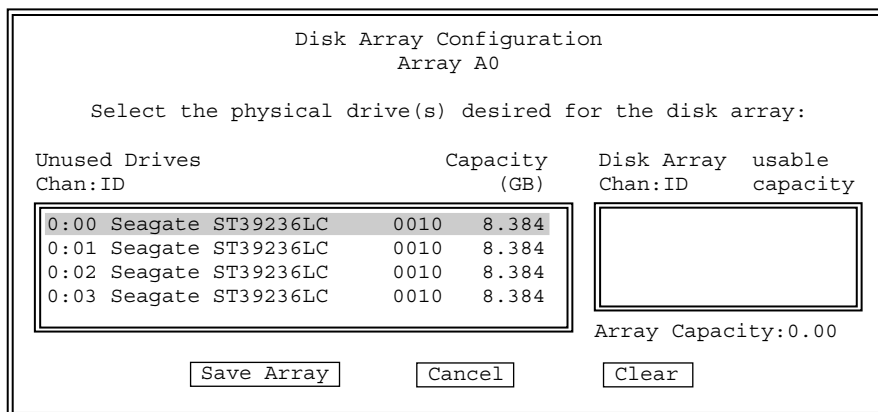 Disk Array Configuration
Array A0
Select the physical drive(s) desired for the disk array:
Unused Drives Capacity Disk Array usable
Chan:ID (GB) Chan:ID capacity
0:00 Seagate ST39236LC 0010 8.384
0:01 Seagate ST39236LC 0010 8.384
0:02 Seagate ST39236LC 0010 8.384
0:03 Seagate ST39236LC 0010 8.384
Array Capacity:0.00
Save Array Cancel Clear